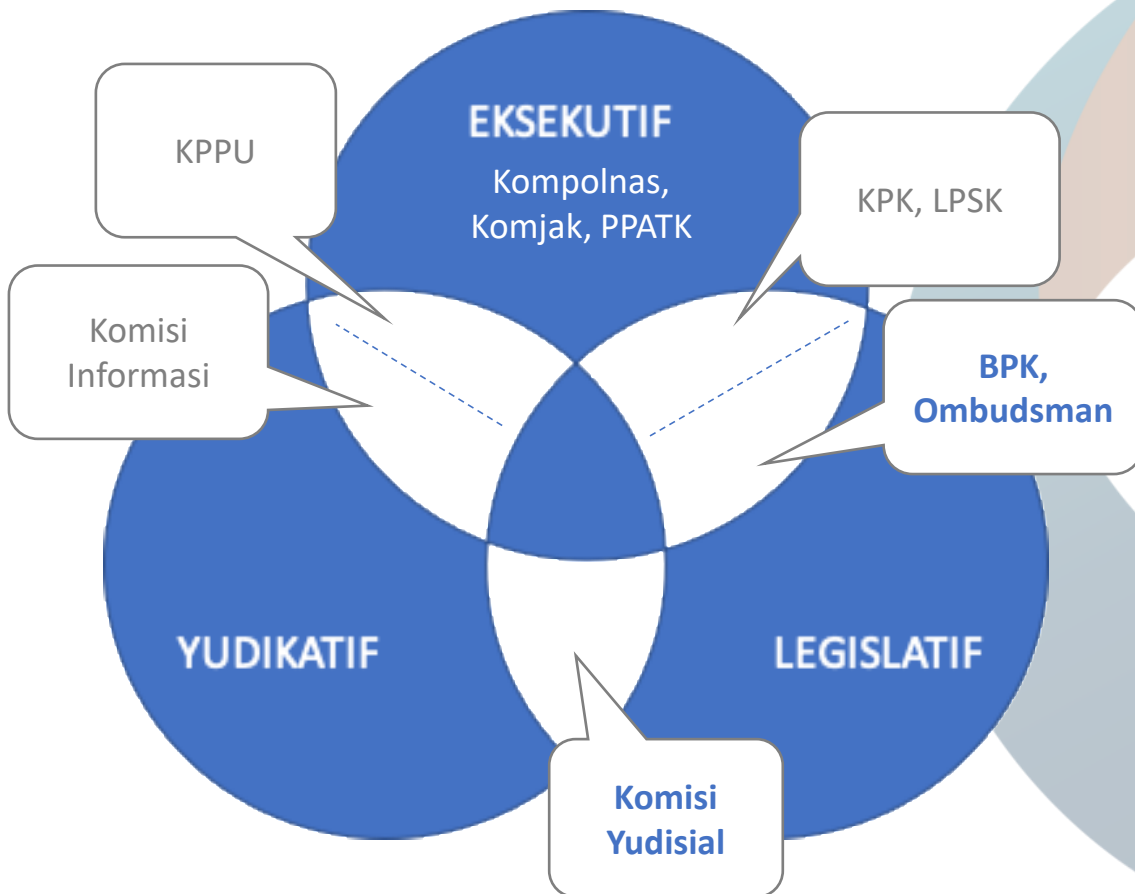 EKSEKUTIF
Kompolnas,
Komjak, PPATK
KPPU
KPK, LPSK
Komisi
Informasi
BPK,
Ombudsman
YUDIKATIF
LEGISLATIF
Komisi
Yudisial